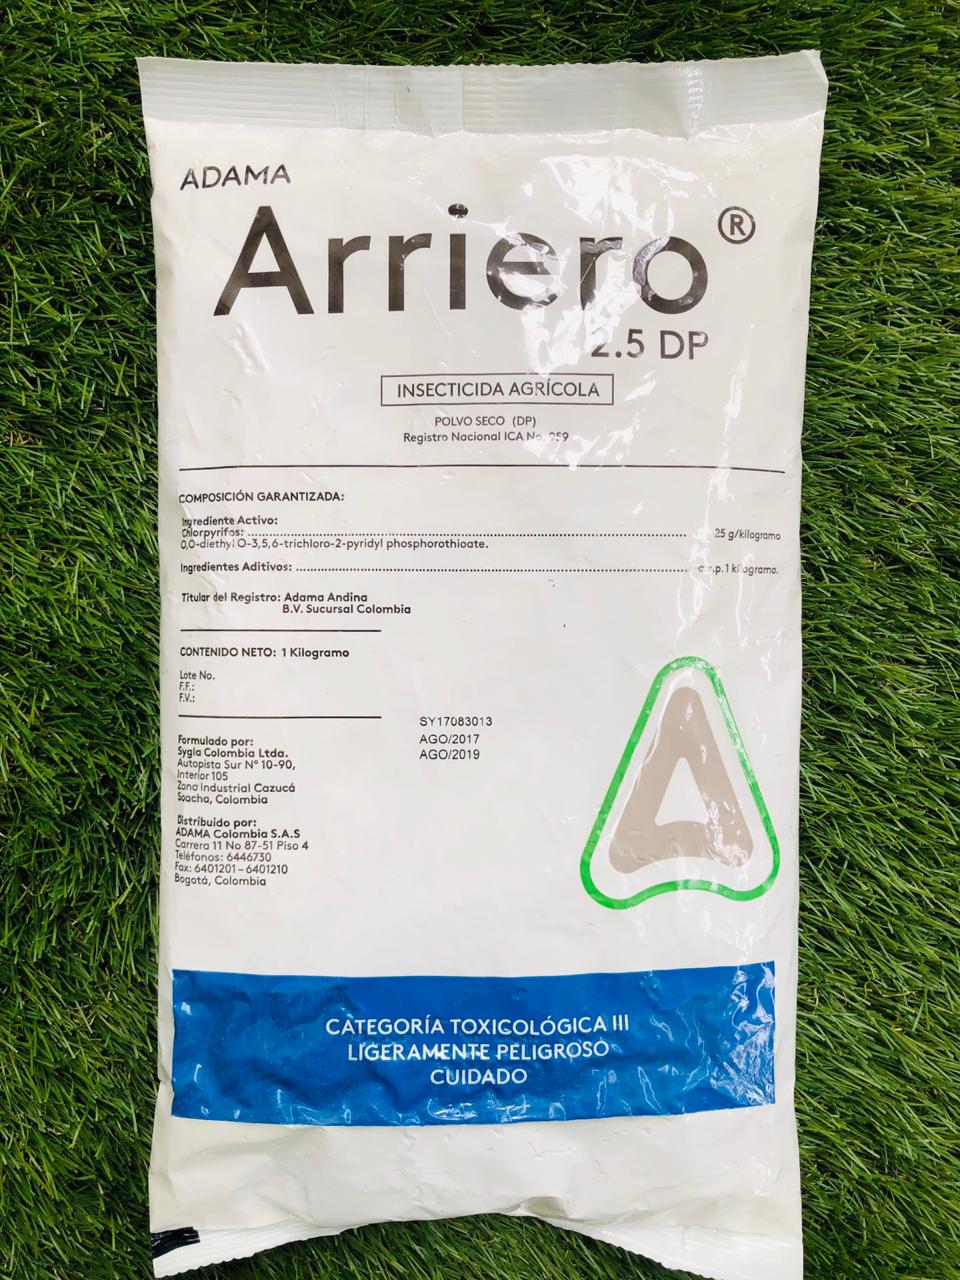 ADAMA
Arriero®
2.5 DP
INSECTICIDA AGRÍCOLA
POLVO SECO (DP)
Registro Nacional ICA No. 959
COMPOSICIÓN GARANTIZADA:
Ingrediente Activo:
Chlorpyrifos: ........................ 25 g/kilogramo
0,0-diethyl O-3,5,6-trichloro-2-pyridyl phosphorothioate.
Ingredientes Aditivos: ........................ c.s.p.1 kilogramo.
Titular del Registro: Adama Andina
B.V. Sucursal Colombia
CONTENIDO NETO: 1 Kilogramo
Lote No.
F.F.:
F.V.:
SY17083013
AGO/2017
AGO/2019
Formulado por:
Sygla Colombia Ltda.
Autopista Sur N° 10-90,
Interior 105
Zona Industrial Cazucá
Soacha, Colombia
Distribuido por:
ADAMA Colombia S.A.S
Carrera 11 No 87-51 Piso 4
Teléfonos: 6446730
Fax: 6401201-6401210
Bogotá, Colombia
CATEGORÍA TOXICOLÓGICA III
LIGERAMENTE PELIGROSO
CUIDADO